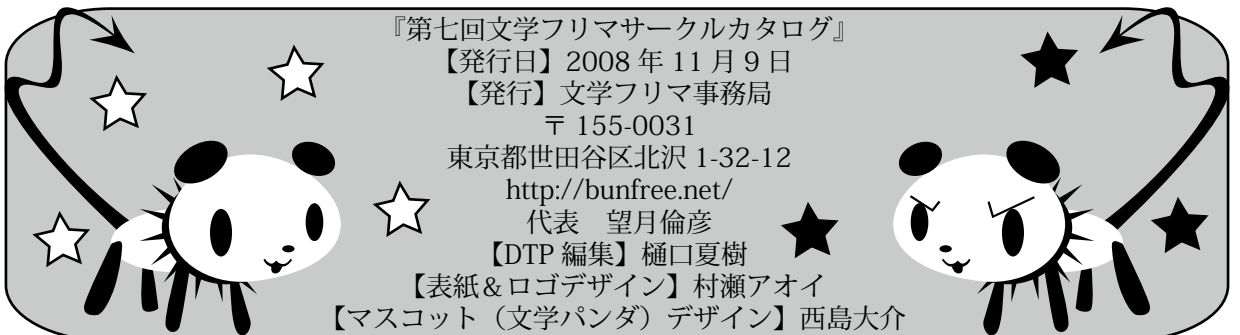 『第七回文学フリマサークルカタログ』
【発行日】2008 年 11 月 9 日
【発行】文学フリマ事務局
〒 155-0031
東京都世田谷区北沢 1-32-12
http://bunfree.net/
代表　望月倫彦
【DTP 編集】樋口夏樹
【表紙＆ロゴデザイン】村瀬アオイ
【マスコット（文学パンダ）デザイン】西島大介